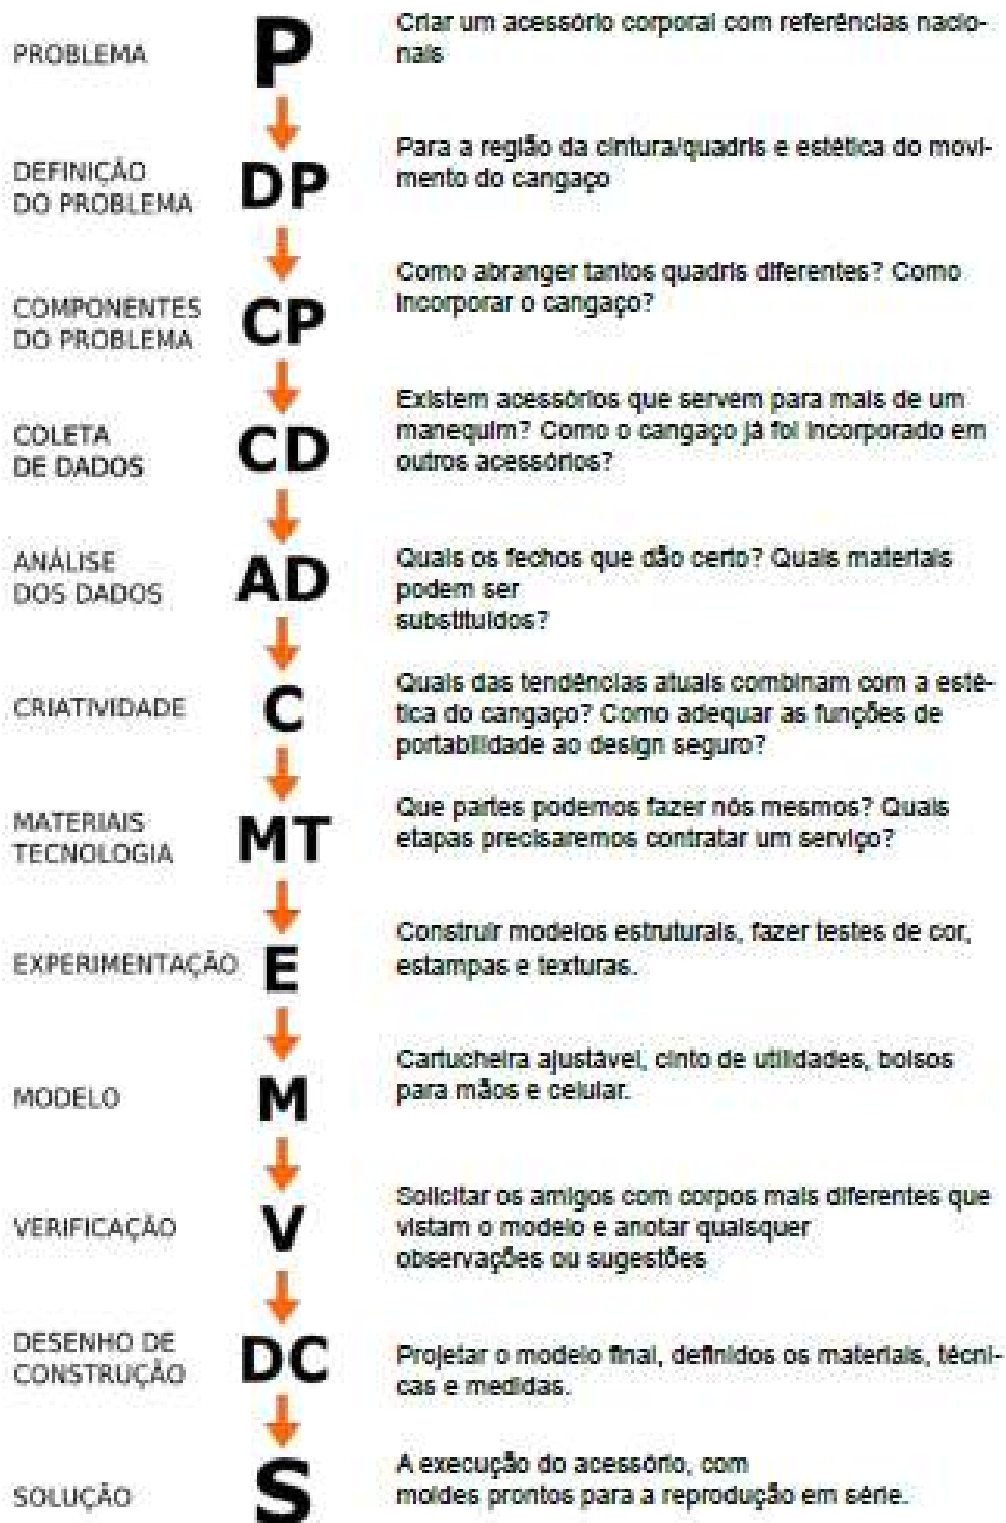 PROBLEMA
P
Criar um acessório corporal com referências nacio-
nais
DEFINIÇÃO
DO PROBLEMA
DP
Para a região da cintura/quadris e estética do movi-
mento do cangaço
COMPONENTES
DO PROBLEMA
CP
Como abranger tantos quadris diferentes? Como
incorporar o cangaço?
COLETA
DE DADOS
CD
Existem acessórios que servem para mais de um
manequim? Como o cangaço já foi incorporado em
outros acessórios?
ANÁLISE
DOS DADOS
AD
Quais os fechos que dão certo? Quais materiais
podem ser
substituídos?
CRIATIVIDADE
C
Quais das tendências atuais combinam com a esté-
tica do cangaço? Como adequar as funções de
portabilidade ao design seguro?
MATERIAIS
TECNOLOGIA
MT
Que partes podemos fazer nós mesmos? Quais
etapas precisaremos contratar um serviço?
EXPERIMENTAÇÃO
E
Construir modelos estruturais, fazer testes de cor,
estampas e texturas.
MODELO
M
Cartucheira ajustável, cinto de utilidades, bolsos
para mãos e celular.
VERIFICAÇÃO
V
Solicitar os amigos com corpos mais diferentes que
vistam o modelo e anotar quaisquer
observações ou sugestões
DESENHO DE
CONSTRUÇÃO
DC
Projetar o modelo final, definidos os materiais, técni-
cas e medidas.
SOLUÇÃO
S
A execução do acessório, com
moldes prontos para a reprodução em série.